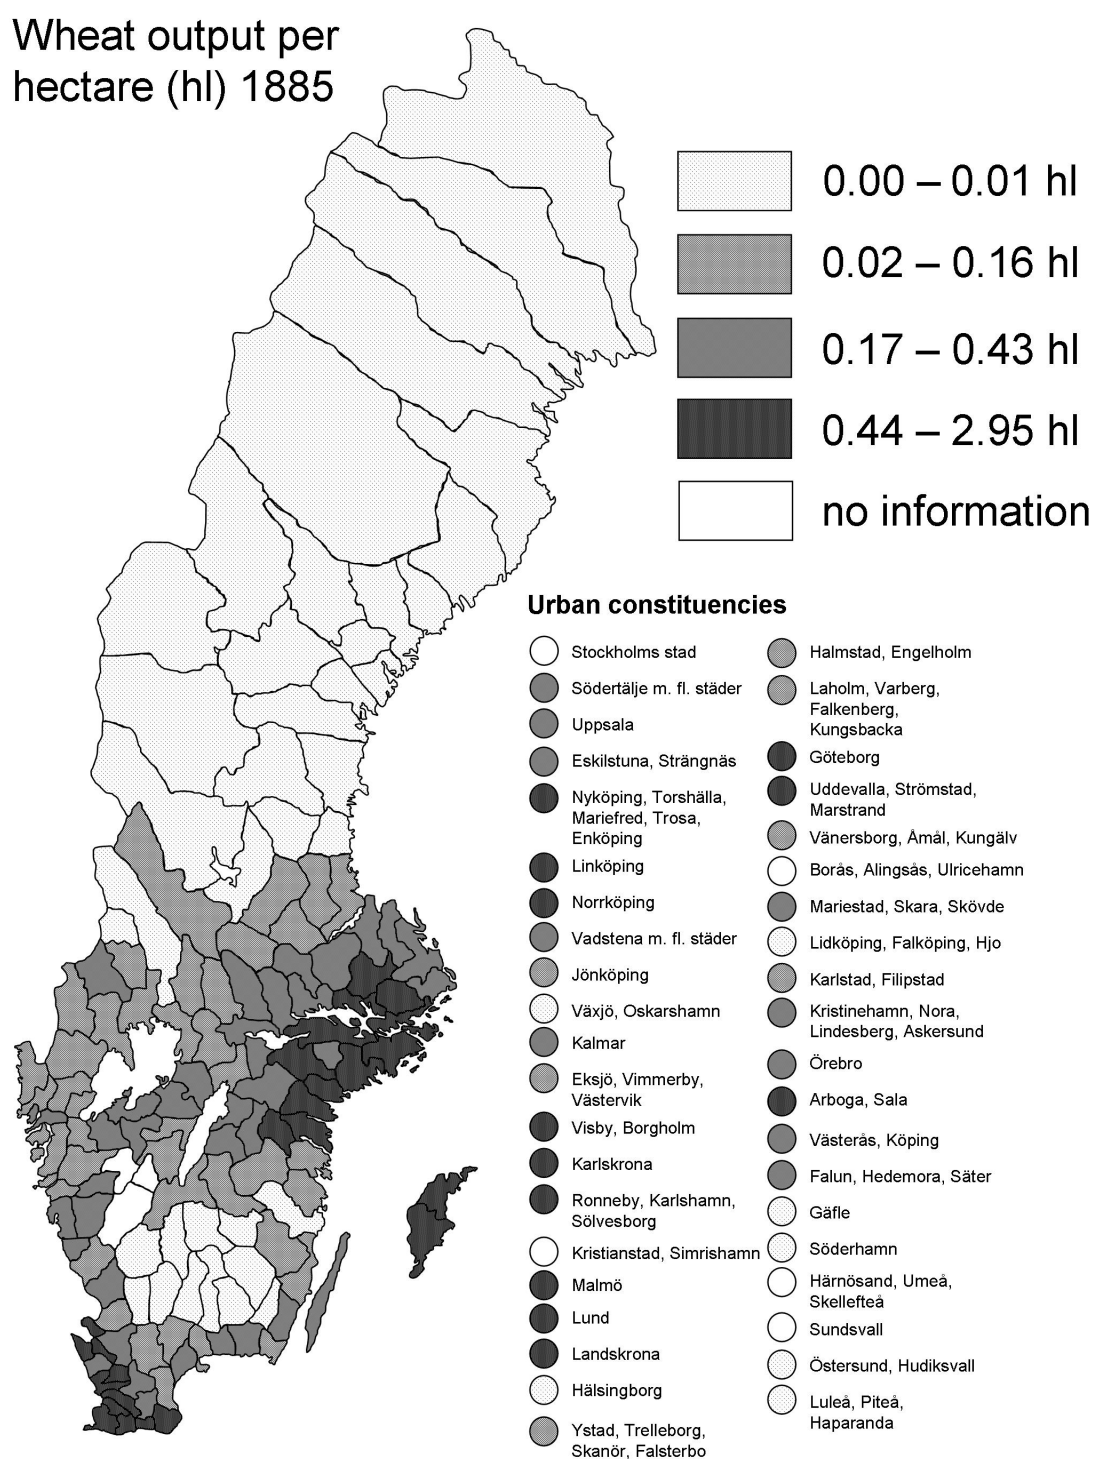 Wheat output per
hectare (hl) 1885
0.00 – 0.01 hl
0.02 – 0.16 hl
0.17 – 0.43 hl
0.44 – 2.95 hl
no information
Urban constituencies
Stockholms stad
Södertälje m. fl. städer
Uppsala
Eskilstuna, Strängnäs
Nyköping, Torshälla,
Mariefred, Trosa,
Enköping
Linköping
Norrköping
Vadstena m. fl. städer
Jönköping
Växjö, Oskarshamn
Kalmar
Eksjö, Vimmerby,
Västervik
Visby, Borgholm
Karlskrona
Ronneby, Karlshamn,
Sölvesborg
Kristianstad, Simrishamn
Malmö
Lund
Landskrona
Hälsingborg
Ystad, Trelleborg,
Skanör, Falsterbo
Halmstad, Engelholm
Laholm, Varberg,
Falkenberg,
Kungsbacka
Göteborg
Uddevalla, Strömstad,
Marstrand
Vänersborg, Åmål, Kungälv
Borås, Alingsås, Ulricehamn
Mariestad, Skara, Skövde
Lidköping, Falköping, Hjo
Karlstad, Filipstad
Kristinehamn, Nora,
Lindesberg, Askersund
Örebro
Arboga, Sala
Västerås, Köping
Falun, Hedemora, Säter
Gäfle
Söderhamn
Härnösand, Umeå,
Skellefteå
Sundsvall
Östersund, Hudiksvall
Luleå, Piteå,
Haparanda